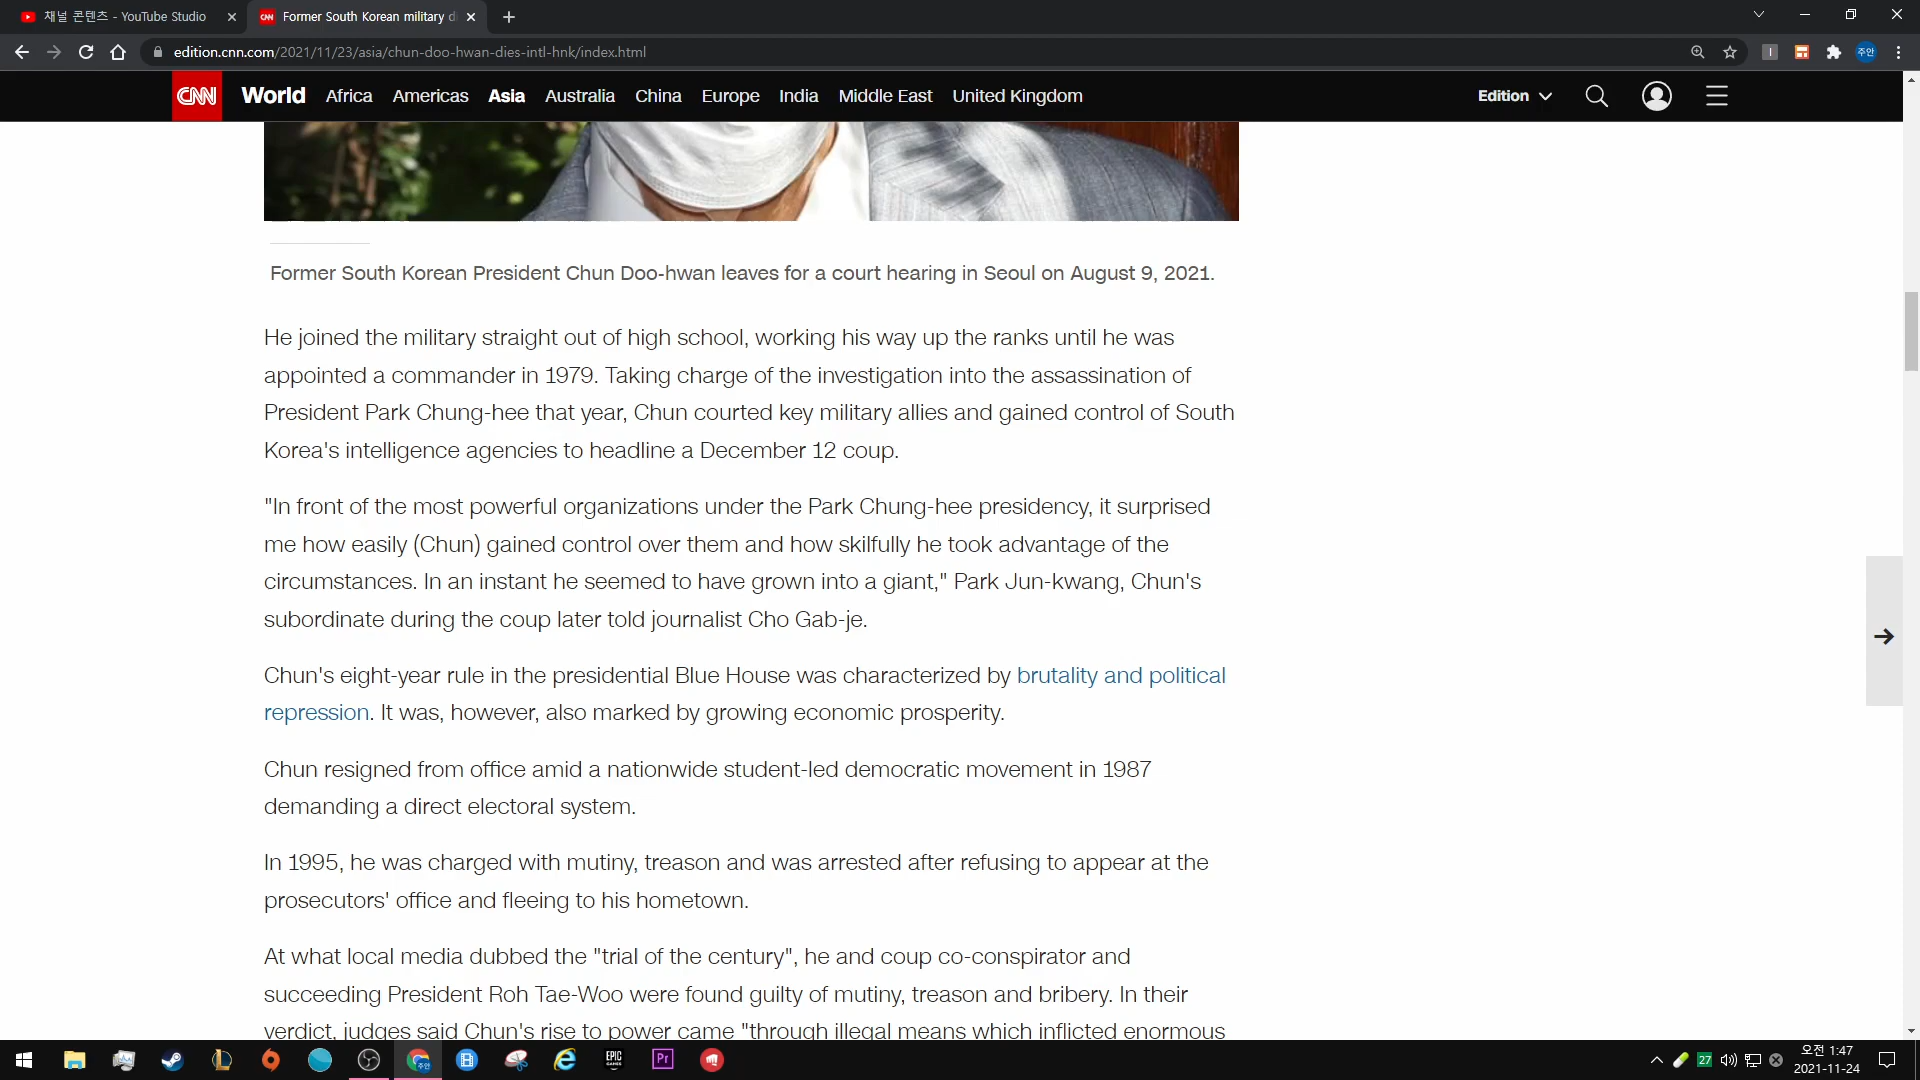 채널 콘텐츠 - YouTube Studio
CNN Former South Korean military d
edition.cnn.com/2021/11/23/asia/chun-doo-hwan-dies-intl-hnk/index.html
주안
CNN World Africa Americas Asia Australia China Europe India Middle East United Kingdom Edition
Former South Korean President Chun Doo-hwan leaves for a court hearing in Seoul on August 9, 2021.
He joined the military straight out of high school, working his way up the ranks until he was
appointed a commander in 1979. Taking charge of the investigation into the assassination of
President Park Chung-hee that year, Chun courted key military allies and gained control of South
Korea's intelligence agencies to headline a December 12 coup.
"In front of the most powerful organizations under the Park Chung-hee presidency, it surprised
me how easily (Chun) gained control over them and how skilfully he took advantage of the
circumstances. In an instant he seemed to have grown into a giant," Park Jun-kwang, Chun's
subordinate during the coup later told journalist Cho Gab-je.
Chun's eight-year rule in the presidential Blue House was characterized by brutality and political
repression. It was, however, also marked by growing economic prosperity.
Chun resigned from office amid a nationwide student-led democratic movement in 1987
demanding a direct electoral system.
In 1995, he was charged with mutiny, treason and was arrested after refusing to appear at the
prosecutors' office and fleeing to his hometown.
At what local media dubbed the "trial of the century", he and coup co-conspirator and
succeeding President Roh Tae-Woo were found guilty of mutiny, treason and bribery. In their
verdict, judges said Chun's rise to power came "through illegal means which inflicted enormous
주안
EPIC GAMES
Pr
27
오전 1:47
2021-11-24